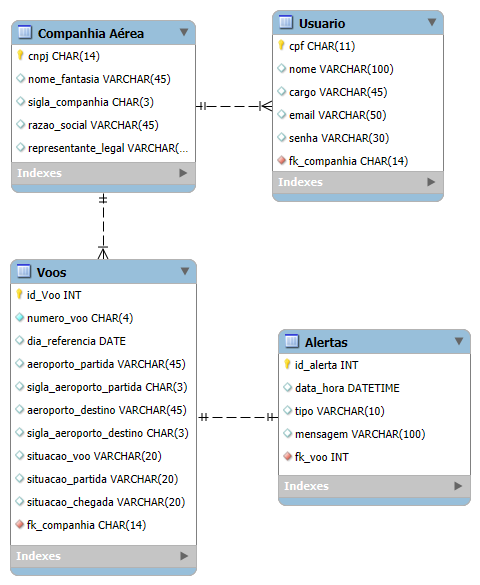 Companhia Aérea
cnpj CHAR(14)
nome_fantasia VARCHAR(45)
sigla_companhia CHAR(3)
razao_social VARCHAR(45)
representante_legal VARCHAR(...
Indexes
Usuario
cpf CHAR(11)
nome VARCHAR(100)
cargo VARCHAR(45)
email VARCHAR(50)
senha VARCHAR(30)
fk_companhia CHAR(14)
Indexes
Voos
id_Voo INT
numero_voo CHAR(4)
dia_referencia DATE
aeroporto_partida VARCHAR(45)
sigla_aeroporto_partida CHAR(3)
aeroporto_destino VARCHAR(45)
sigla_aeroporto_destino CHAR(3)
situacao_voo VARCHAR(20)
situacao_partida VARCHAR(20)
situacao_chegada VARCHAR(20)
fk_companhia CHAR(14)
Indexes
Alertas
id_alerta INT
data_hora DATETIME
tipo VARCHAR(10)
mensagem VARCHAR(100)
fk_voo INT
Indexes